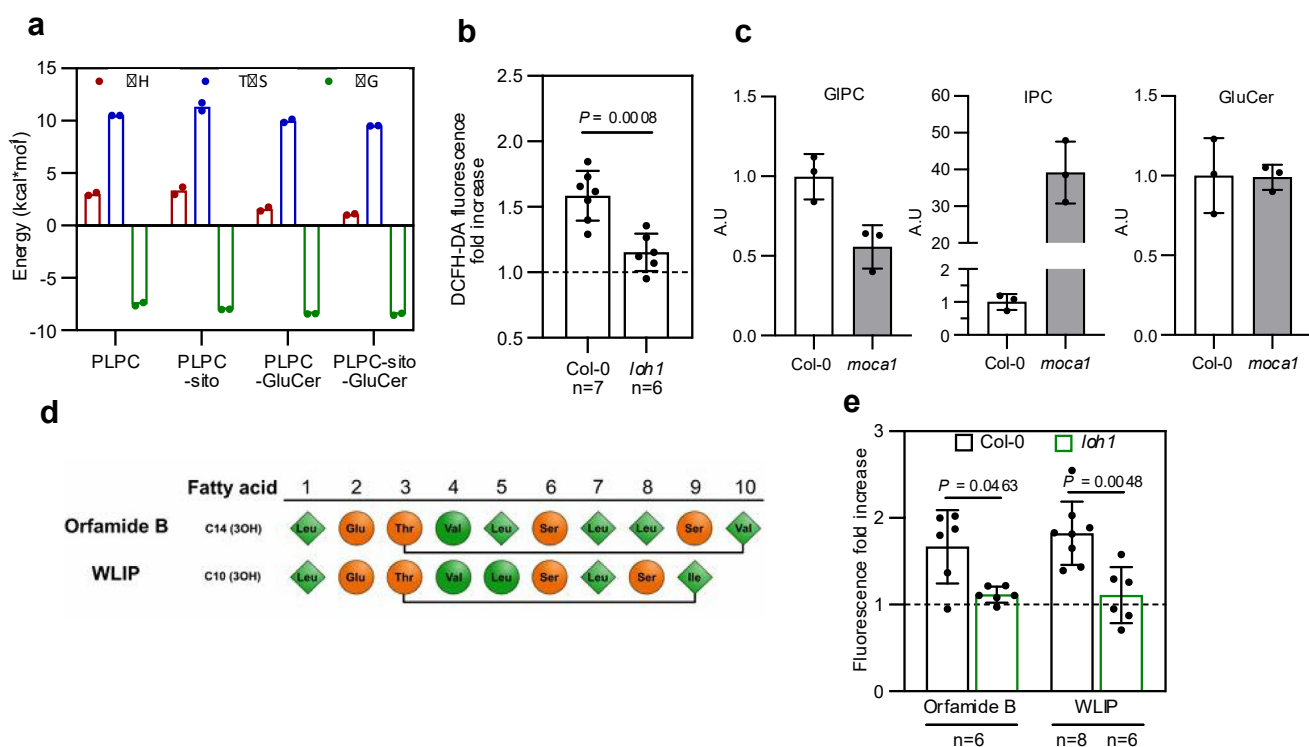 a
Energy (kcal*mol¹)
15
10
5
0
-5
-10
H
TS
G
PLPC
PLPC
-sito
PLPC
-GluCer
PLPC-sito
-GluCer
b
DCFH-DA fluorescence
fold increase
2.5
2.0
1.5
1.0
0.5
P = 0.0008
Col-0
n=7
loh1
n=6
c
GIPC
A.U
1.5
1.0
0.5
0.0
Col-0
moca1
IPC
A.U
60
50
40
30
20
2
1
0
Col-0
moca1
GluCer
A.U
1.5
1.0
0.5
0.0
Col-0
moca1
d
Fatty acid 1 2 3 4 5 6 7 8 9 10
Orfamide B C14 (3OH) Leu Glu Thr Val Leu Ser Leu Leu Ser Val
WLIP C10 (3OH) Leu Glu Thr Val Leu Ser Leu Ser Ile
e
Fluorescence fold increase
3
2
1
0
Col-0
loh1
P = 0.0463
P = 0.0048
Orfamide B
WLIP
n=6
n=8
n=6